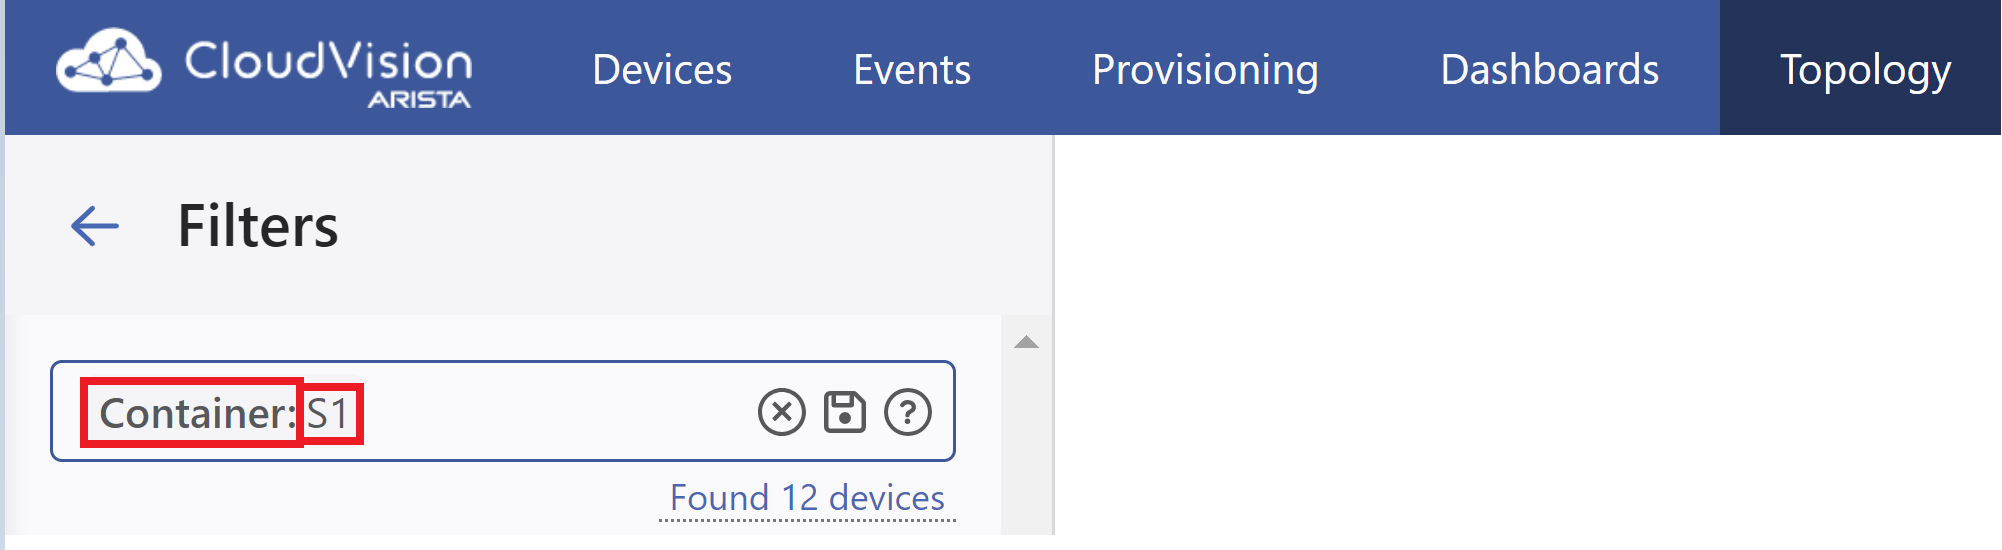 CloudVision
ARISTA
Devices Events Provisioning Dashboards Topology
Filters
Container: S1
Found 12 devices